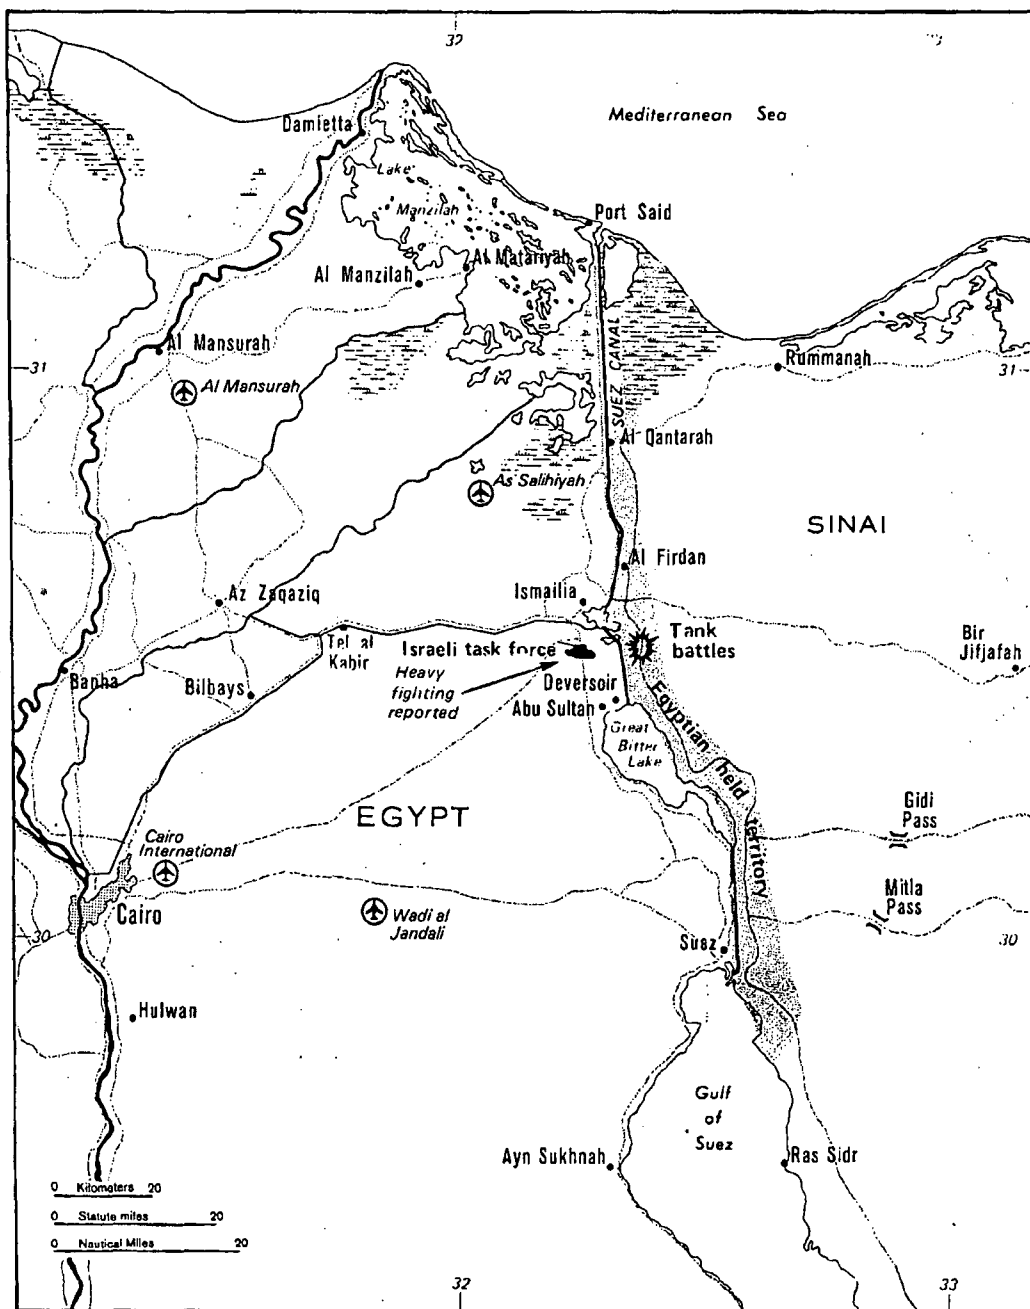 32
Mediterranean Sea
Damietta
Lake
Manzilah
Port Said
Al Matariyah
Al Manzilah
SUEZ CANAL
Al Mansurah
31
Rummanah
31
Al Mansurah
Al Qantarah
As Salihiyah
SINAI
Al Firdan
Ismailia
Az Zaqaziq
Tank
battles
Bir
Jifjafah
Tel al
Kabir
Israeli task force
Heavy
fighting
reported
Banha
Bilbays
Deversoir
Abu Sultan
Egyptian held territory
Great
Bitter
Lake
EGYPT
Gidi
Pass
Cairo
International
Mitla
Pass
Cairo
Wadi al
Jandali
30
Suez
30
Hulwan
Gulf
of
Suez
Ayn Sukhnah
Ras Sidr
0 Kilometers 20
0 Statute miles 20
0 Nautical Miles 20
32
33